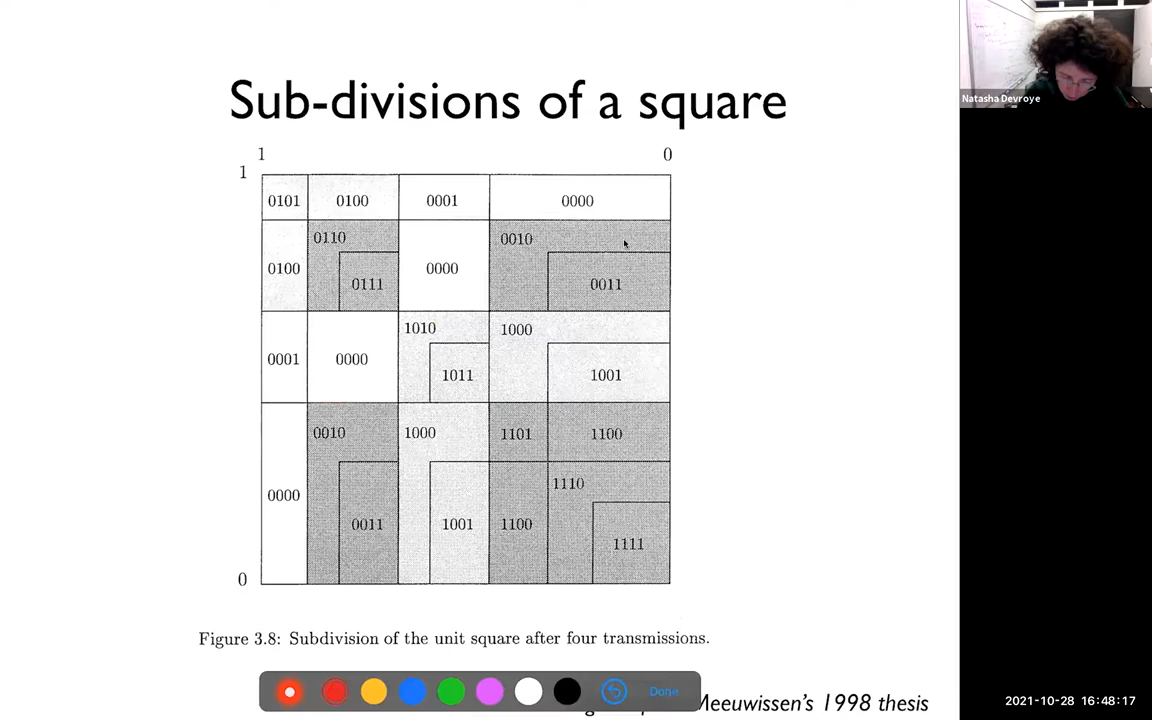 Sub-divisions of a square
1 0
1
0101 0100 0001 0000
0110 0010
0100 0111 0000 0011
1010 1000
0001 0000 1011 1001
0010 1000 1101 1100
1110
0000
0011 1001 1100 1111
0
Figure 3.8: Subdivision of the unit square after four transmissions.
Done
Meeuwissen's 1998 thesis
Natasha Devroye
2021-10-28 16:48:17